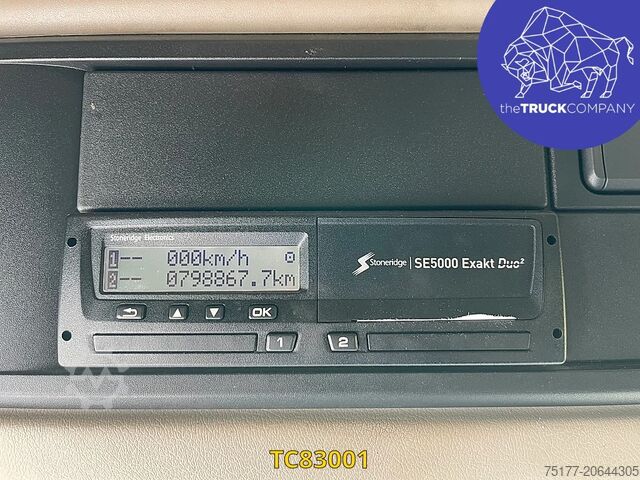 theTRUCKCOMPANY
Stoneridge Electronics
1-- 000km/h
2-- 0798867.7km
Stoneridge | SE5000 Exakt Duo²
OK
1
2
TC83001
75177-20644305